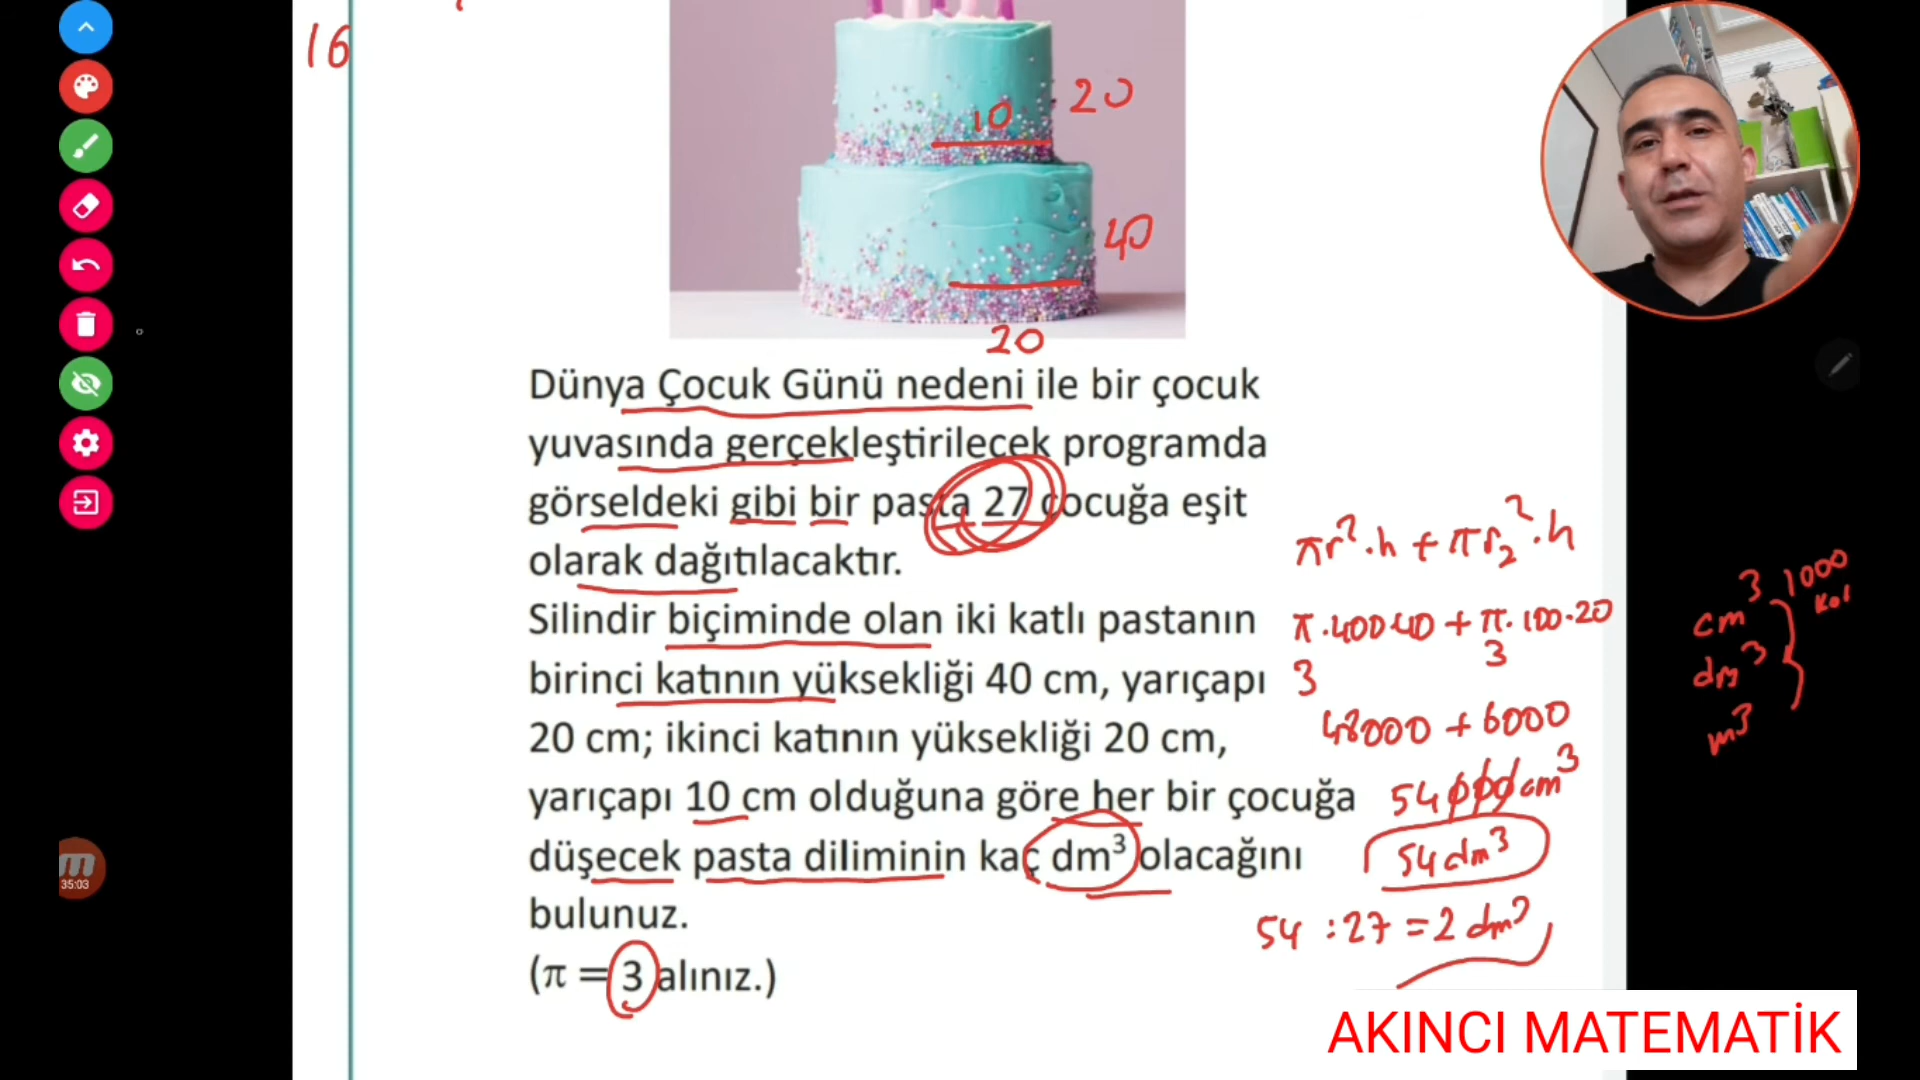 16
10
20
40
20
Dünya Çocuk Günü nedeni ile bir çocuk
yuvasında gerçekleştirilecek programda
görseldeki gibi bir pasta 27 çocuğa eşit
olarak dağıtılacaktır.
Silindir biçiminde olan iki katlı pastanın
birinci katının yüksekliği 40 cm, yarıçapı
20 cm; ikinci katının yüksekliği 20 cm,
yarıçapı 10 cm olduğuna göre her bir çocuğa
düşecek pasta diliminin kaç dm³ olacağını
bulunuz.
(π = 3 alınız.)
πr².h + πr₂².h
π.400.40 + π.100.20
3 3
48000 + 6000
54000 cm³
54 dm³
54 : 27 = 2 dm³
cm³ 1000
dm³
m³
35:03
AKINCI MATEMATİK